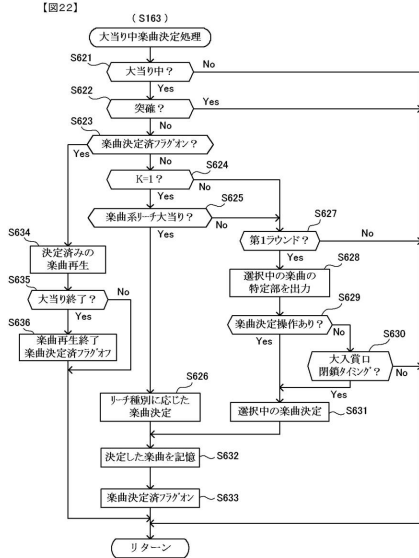 【図22】
(S163)
大当り中楽曲決定処理
S621
大当り中？
No
Yes
S622
突確？
Yes
No
S623
楽曲決定済フラグオン？
Yes
No
S624
K=1？
No
Yes
S625
楽曲系リーチ大当り？
No
Yes
S627
第1ラウンド？
No
Yes
S634
決定済みの
楽曲再生
S628
選択中の楽曲の
特定部を出力
S635
大当り終了？
No
Yes
S629
楽曲決定操作あり？
No
Yes
S636
楽曲再生終了
楽曲決定済フラグオフ
S630
大入賞口
閉鎖タイミング？
No
Yes
S626
リーチ種別に応じた
楽曲決定
選択中の楽曲決定
S631
決定した楽曲を記憶
S632
楽曲決定済フラグオン
S633
リターン